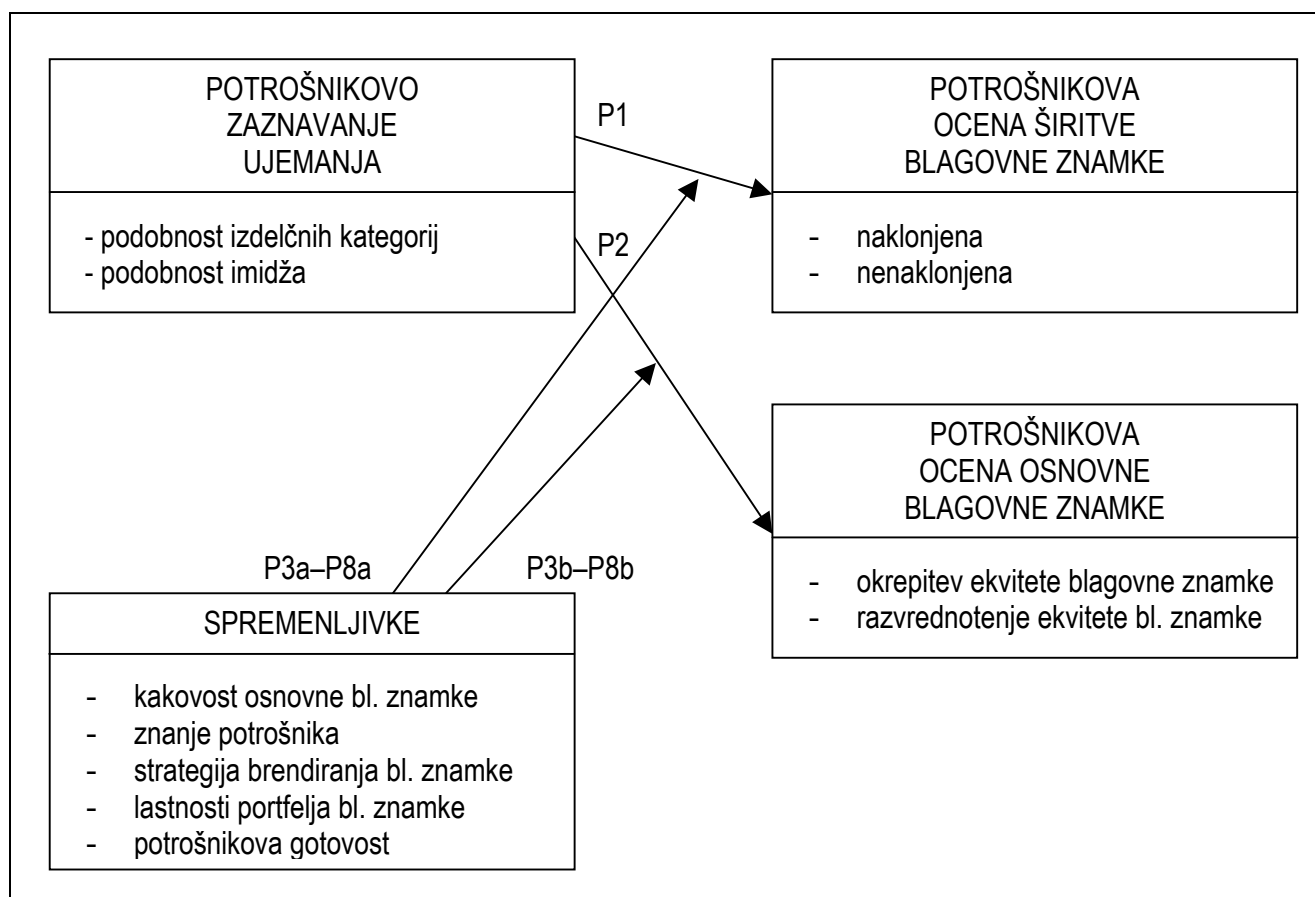 POTROŠNIKOVO
ZAZNAVANJE
UJEMANJA
- podobnost izdelčnih kategorij
- podobnost imidža
P1
P2
POTROŠNIKOVA
OCENA ŠIRITVE
BLAGOVNE ZNAMKE
- naklonjena
- nenaklonjena
POTROŠNIKOVA
OCENA OSNOVNE
BLAGOVNE ZNAMKE
- okrepitev ekvitete blagovne znamke
- razvrednotenje ekvitete bl. znamke
P3a–P8a
P3b–P8b
SPREMENLJIVKE
- kakovost osnovne bl. znamke
- znanje potrošnika
- strategija brendiranja bl. znamke
- lastnosti portfelja bl. znamke
- potrošnikova gotovost